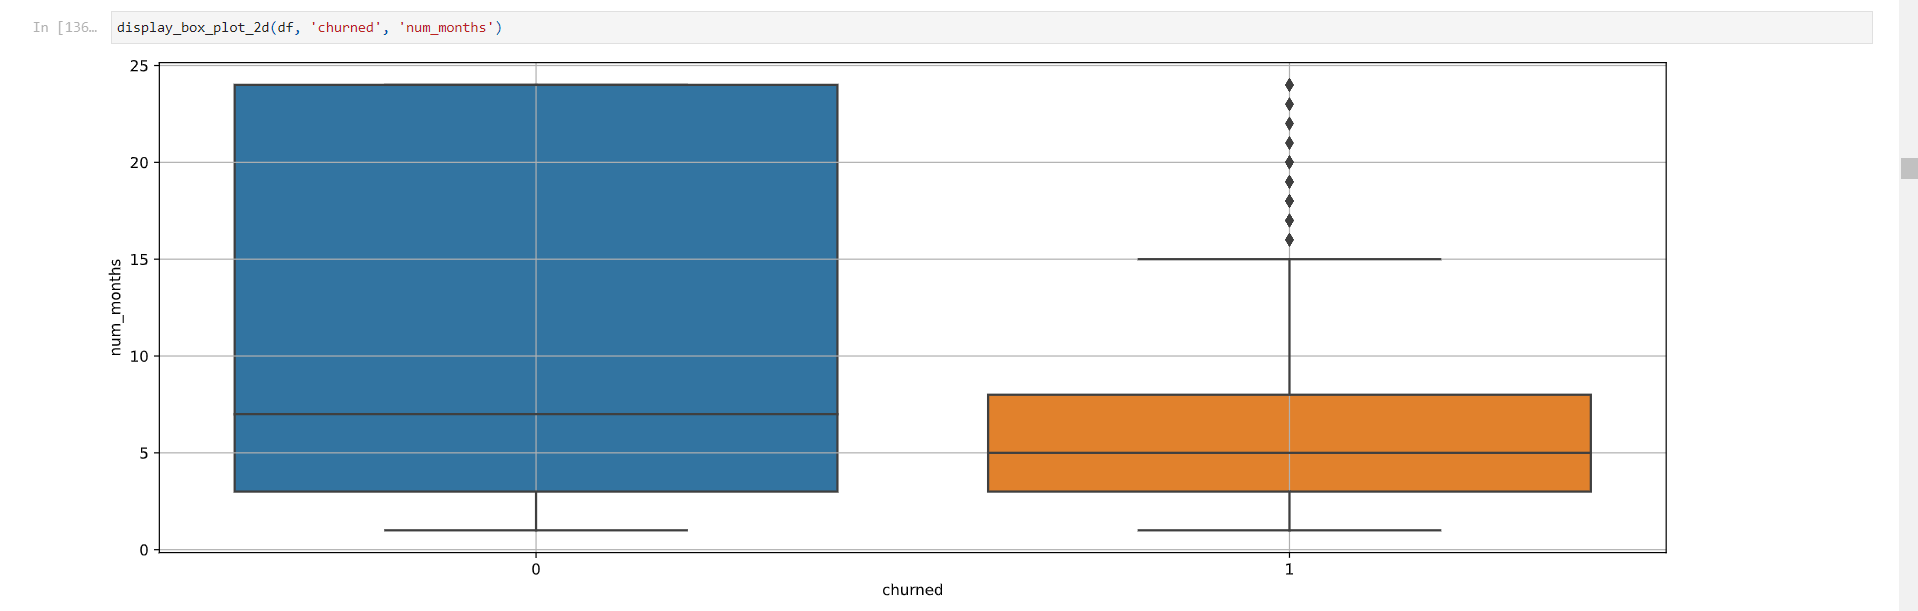 In [136…
display_box_plot_2d(df, 'churned', 'num_months')
25
20
15
10
5
0
num_months
0 1
churned